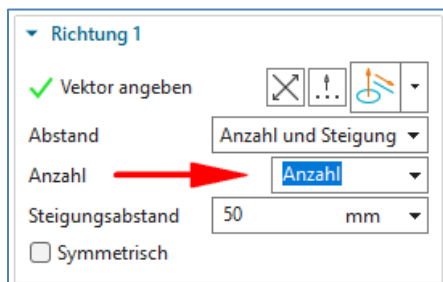 Richtung 1
Vektor angeben
Abstand Anzahl und Steigung
Anzahl Anzahl
Steigungsabstand 50 mm
Symmetrisch